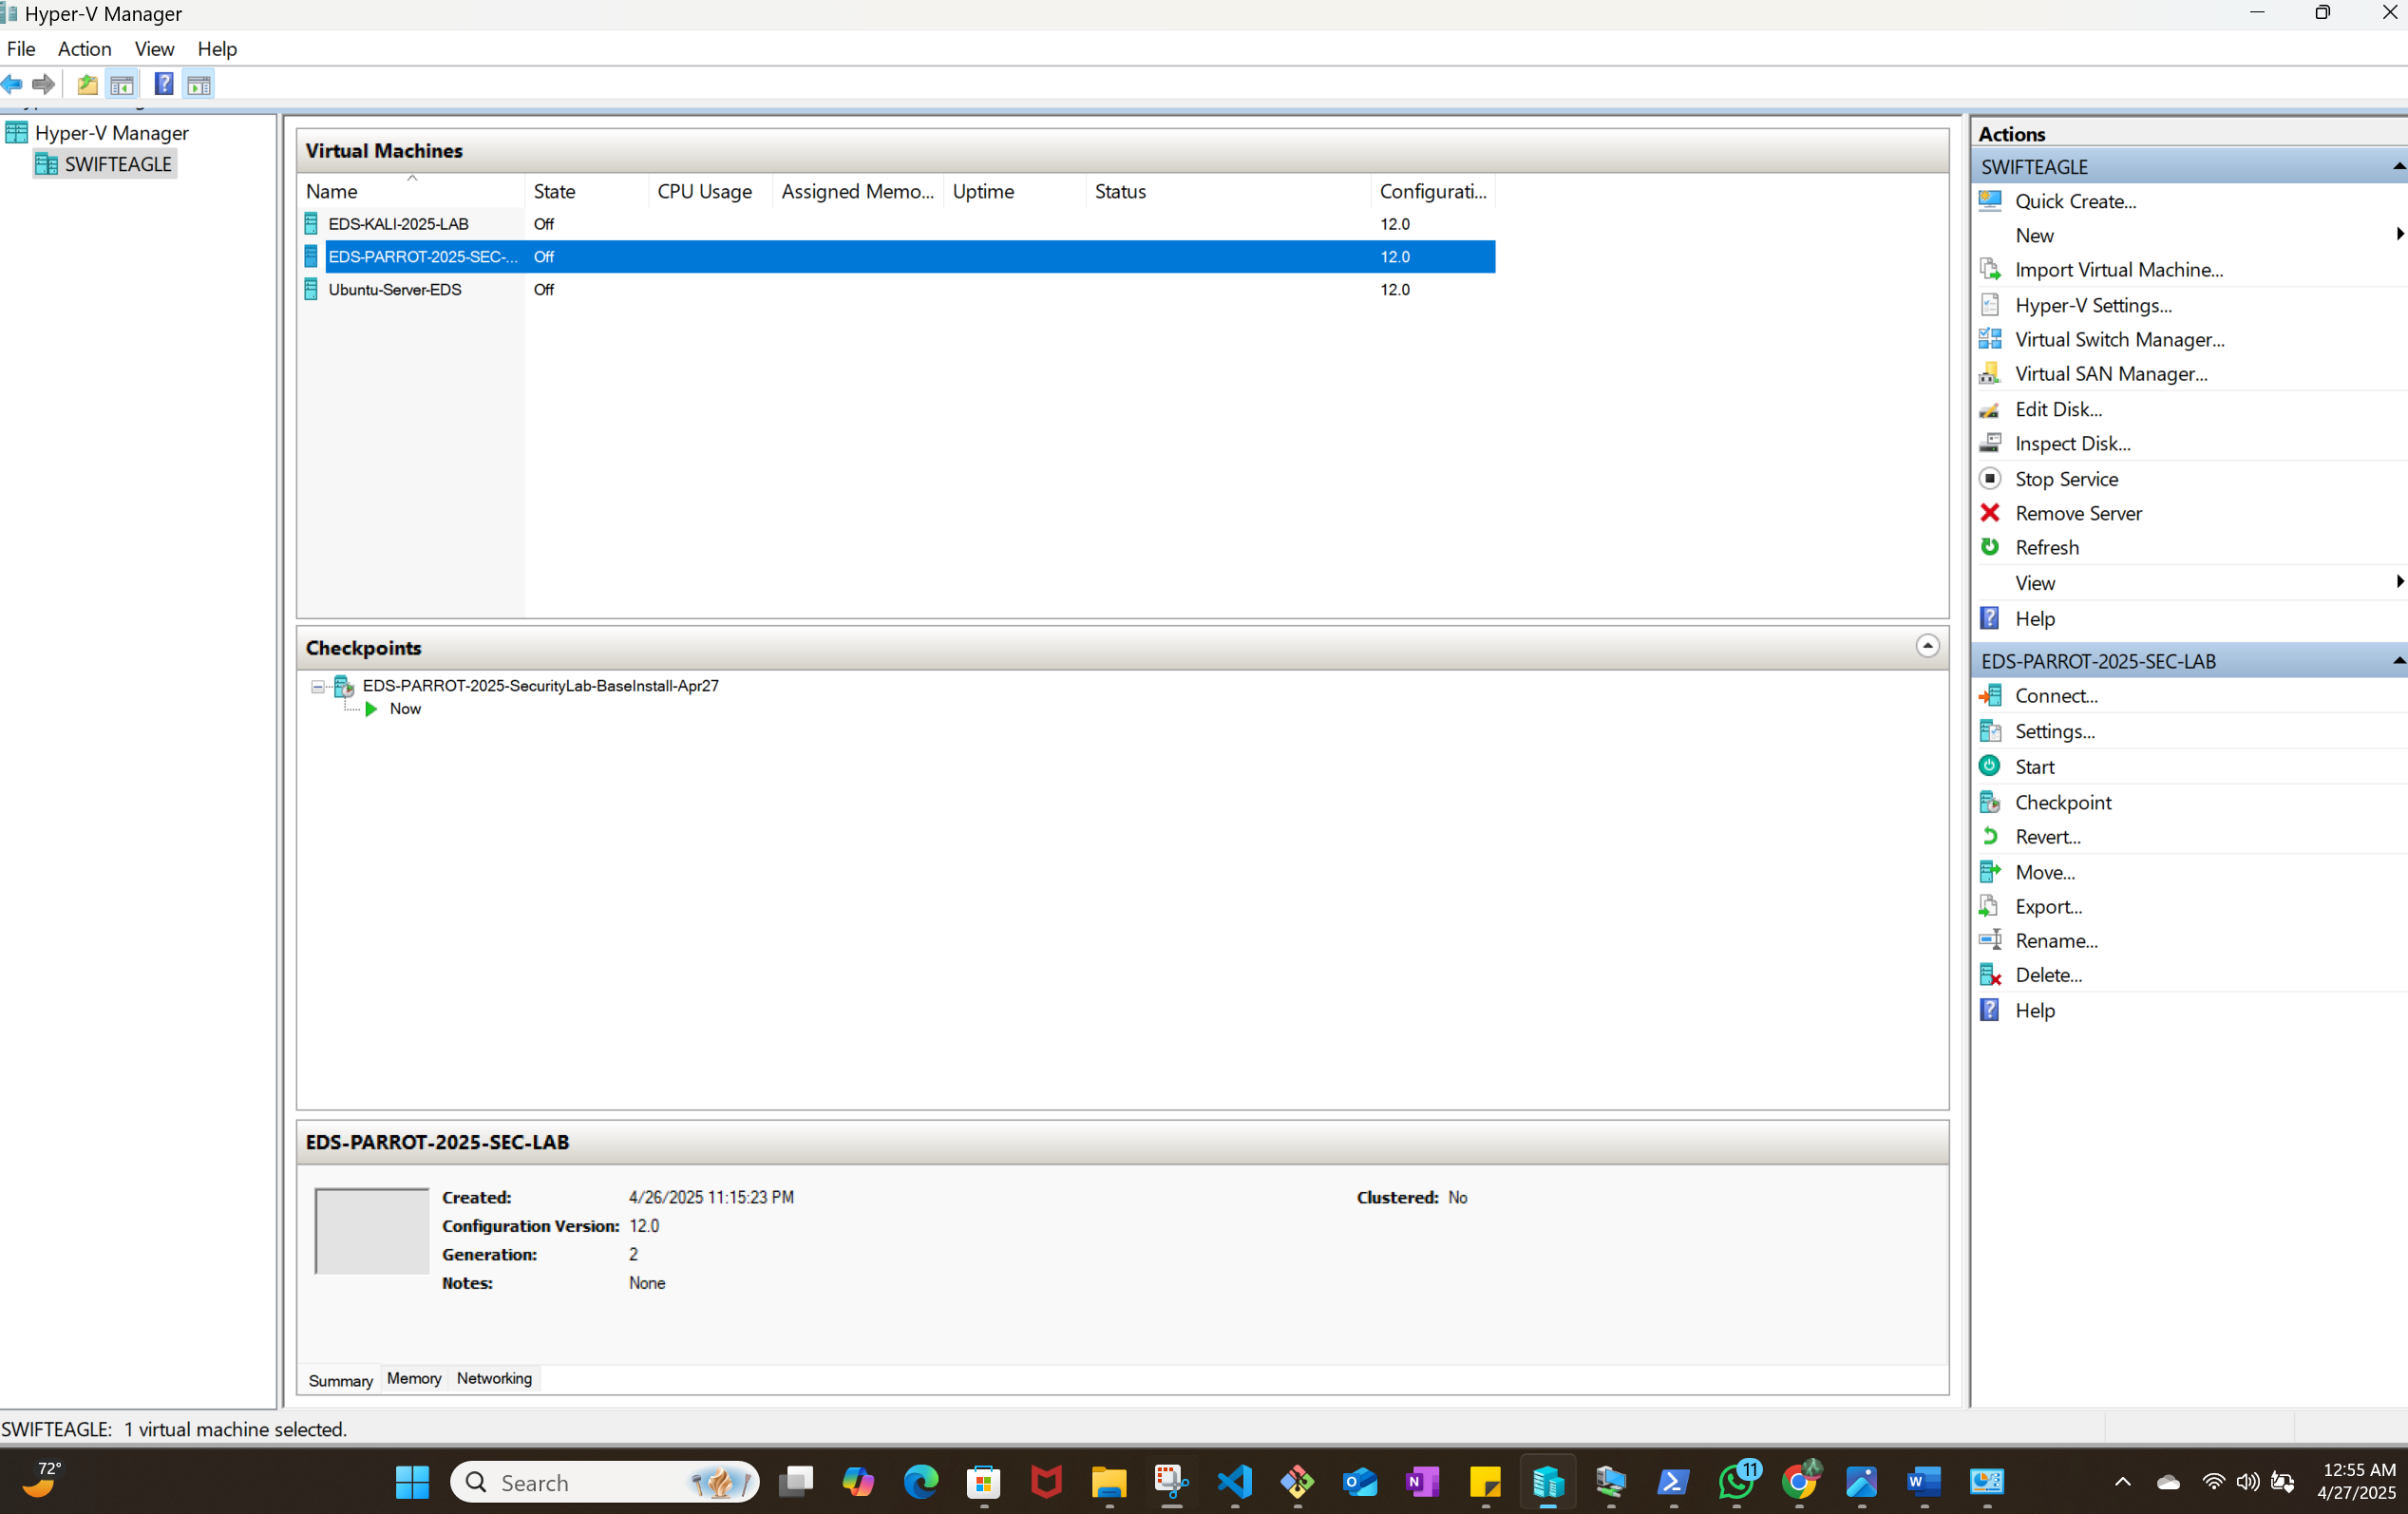 Hyper-V Manager
File Action View Help
Hyper-V Manager
SWIFTEAGLE
Virtual Machines
Name State CPU Usage Assigned Memo... Uptime Status Configurati...
EDS-KALI-2025-LAB Off 12.0
EDS-PARROT-2025-SEC-... Off 12.0
Ubuntu-Server-EDS Off 12.0
Checkpoints
EDS-PARROT-2025-SecurityLab-BaseInstall-Apr27
Now
EDS-PARROT-2025-SEC-LAB
Created: 4/26/2025 11:15:23 PM Clustered: No
Configuration Version: 12.0
Generation: 2
Notes: None
Summary Memory Networking
Actions
SWIFTEAGLE
Quick Create...
New
Import Virtual Machine...
Hyper-V Settings...
Virtual Switch Manager...
Virtual SAN Manager...
Edit Disk...
Inspect Disk...
Stop Service
Remove Server
Refresh
View
Help
EDS-PARROT-2025-SEC-LAB
Connect...
Settings...
Start
Checkpoint
Revert...
Move...
Export...
Rename...
Delete...
Help
SWIFTEAGLE: 1 virtual machine selected.
72°
Search
11
12:55 AM
4/27/2025